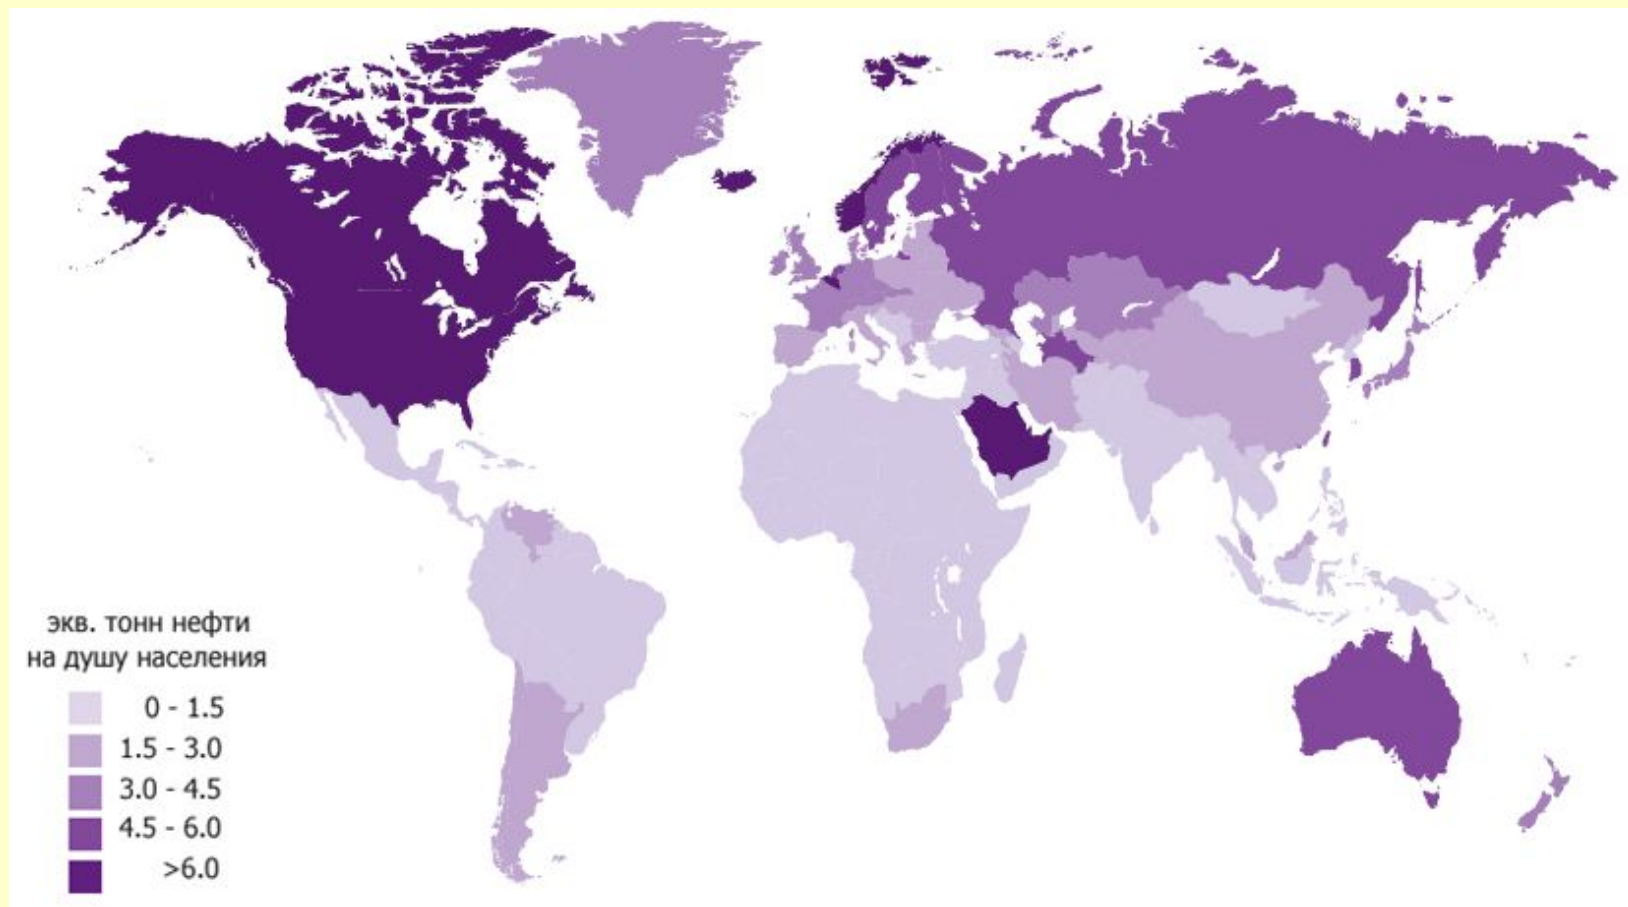 экв. тонн нефти
на душу населения
0 - 1.5
1.5 - 3.0
3.0 - 4.5
4.5 - 6.0
>6.0